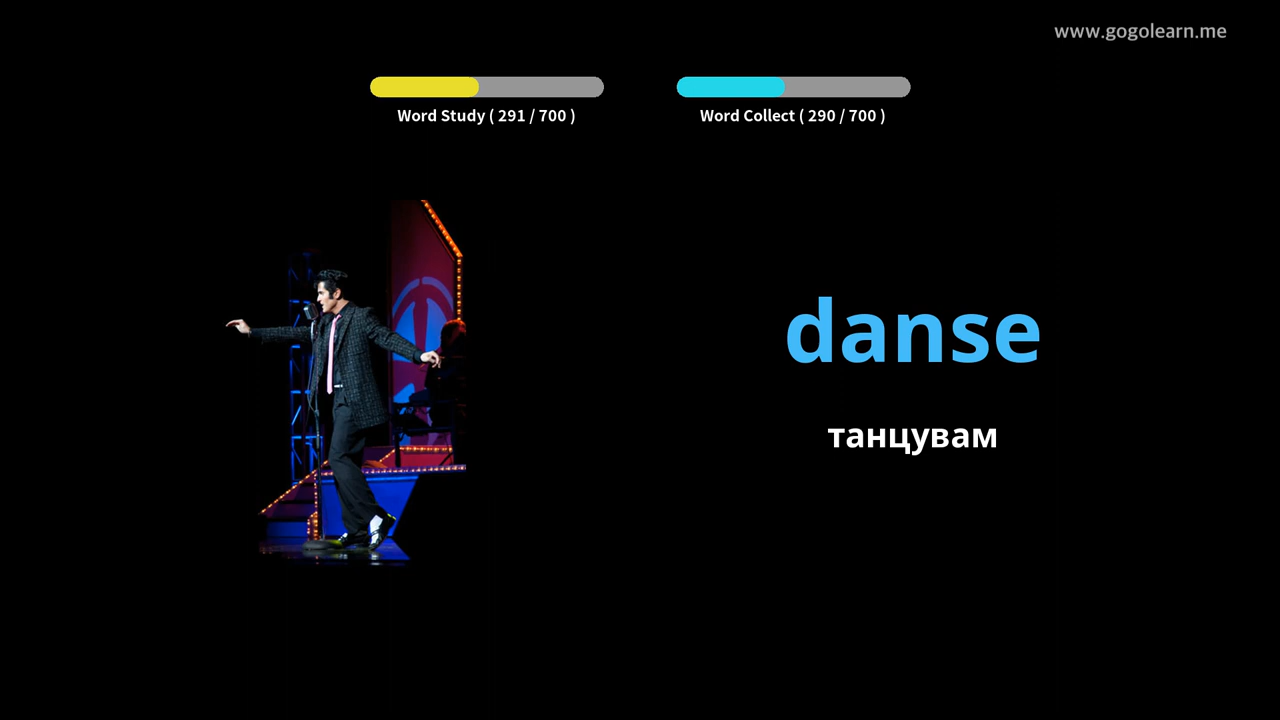 www.gogolearn.me
Word Study ( 291 / 700 )
Word Collect ( 290 / 700 )
danse
танцувам